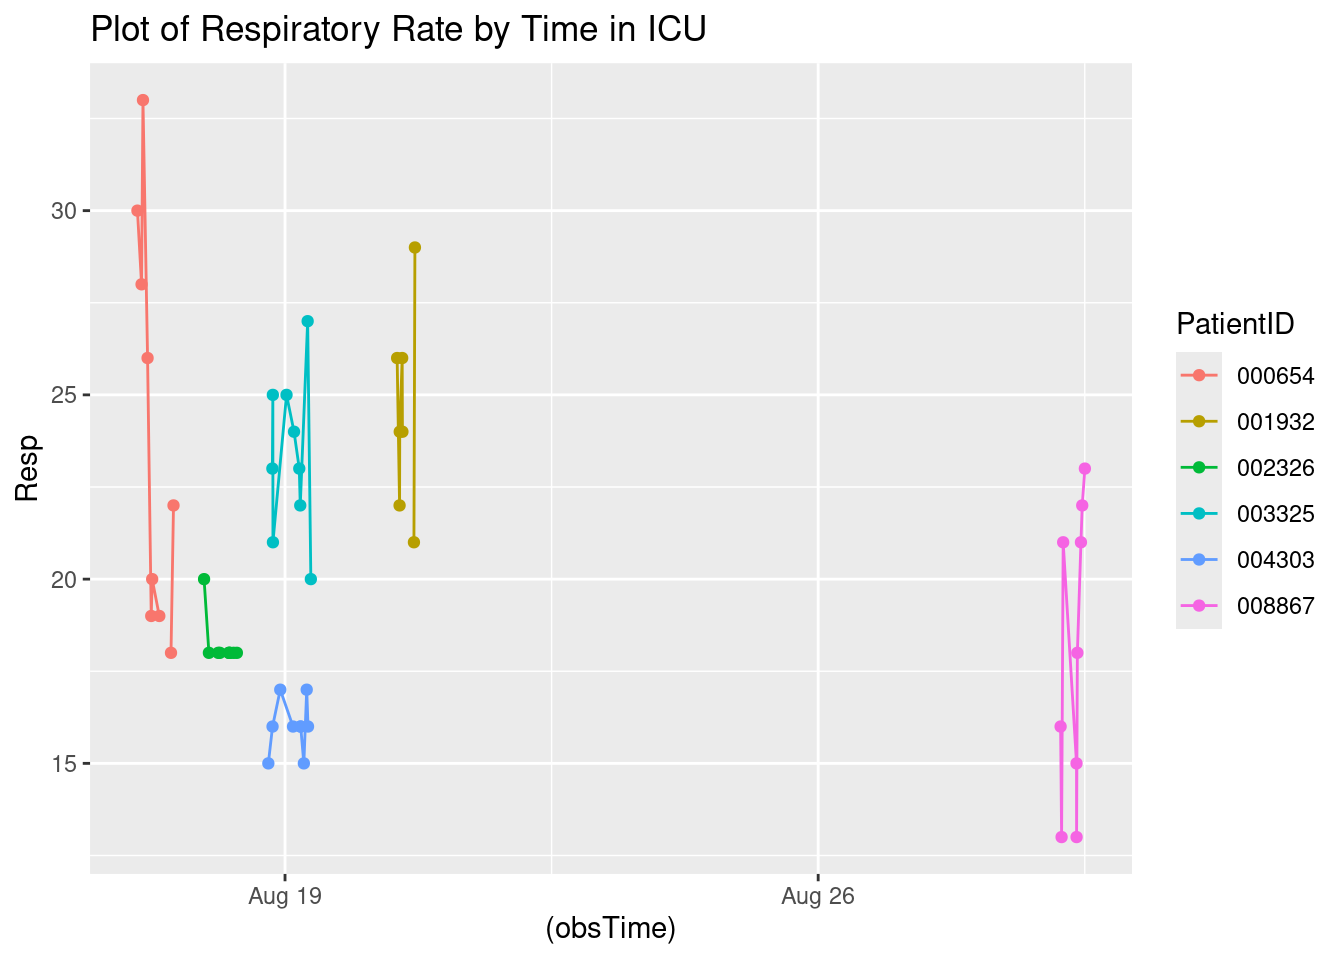 Plot of Respiratory Rate by Time in ICU
Resp
30
25
20
15
Aug 19
Aug 26
(obsTime)
PatientID
000654
001932
002326
003325
004303
008867